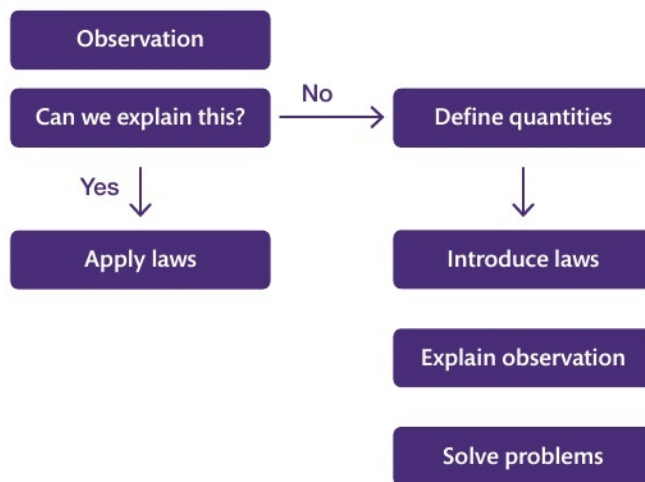 Observation
Can we explain this?
No
Define quantities
Yes
Apply laws
Introduce laws
Explain observation
Solve problems